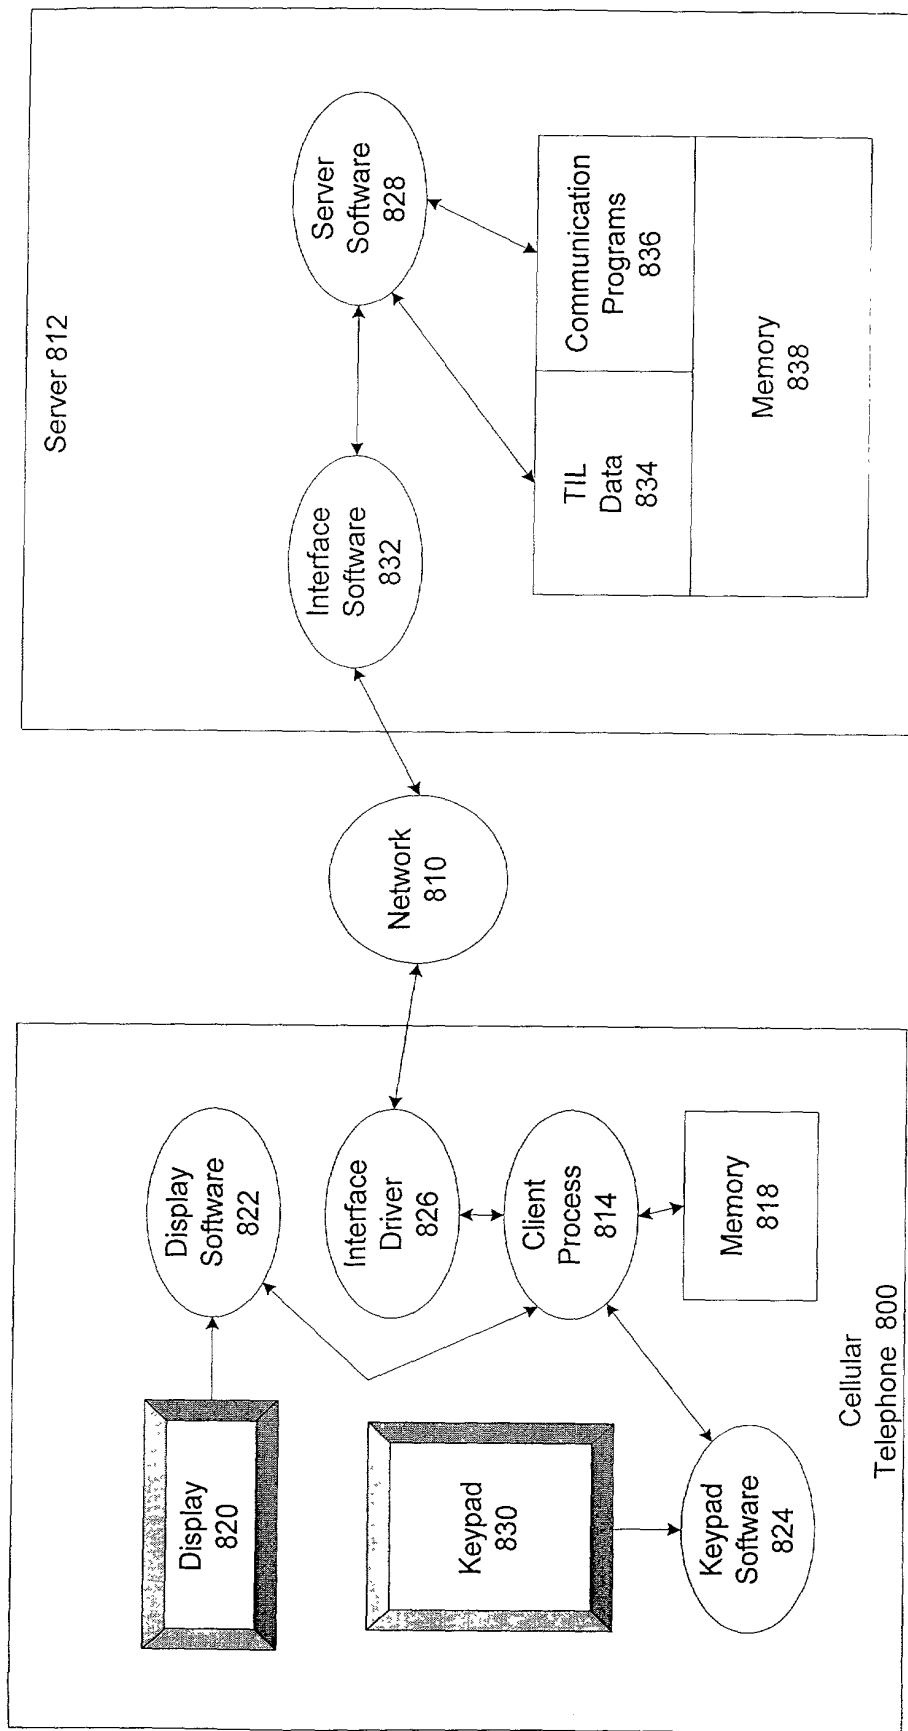 Display
820
Display
Software
822
Keypad
830
Interface
Driver
826
Client
Process
814
Keypad
Software
824
Memory
818
Cellular
Telephone 800
Network
810
Server 812
Interface
Software
832
Server
Software
828
TIL
Data
834
Communication
Programs
836
Memory
838